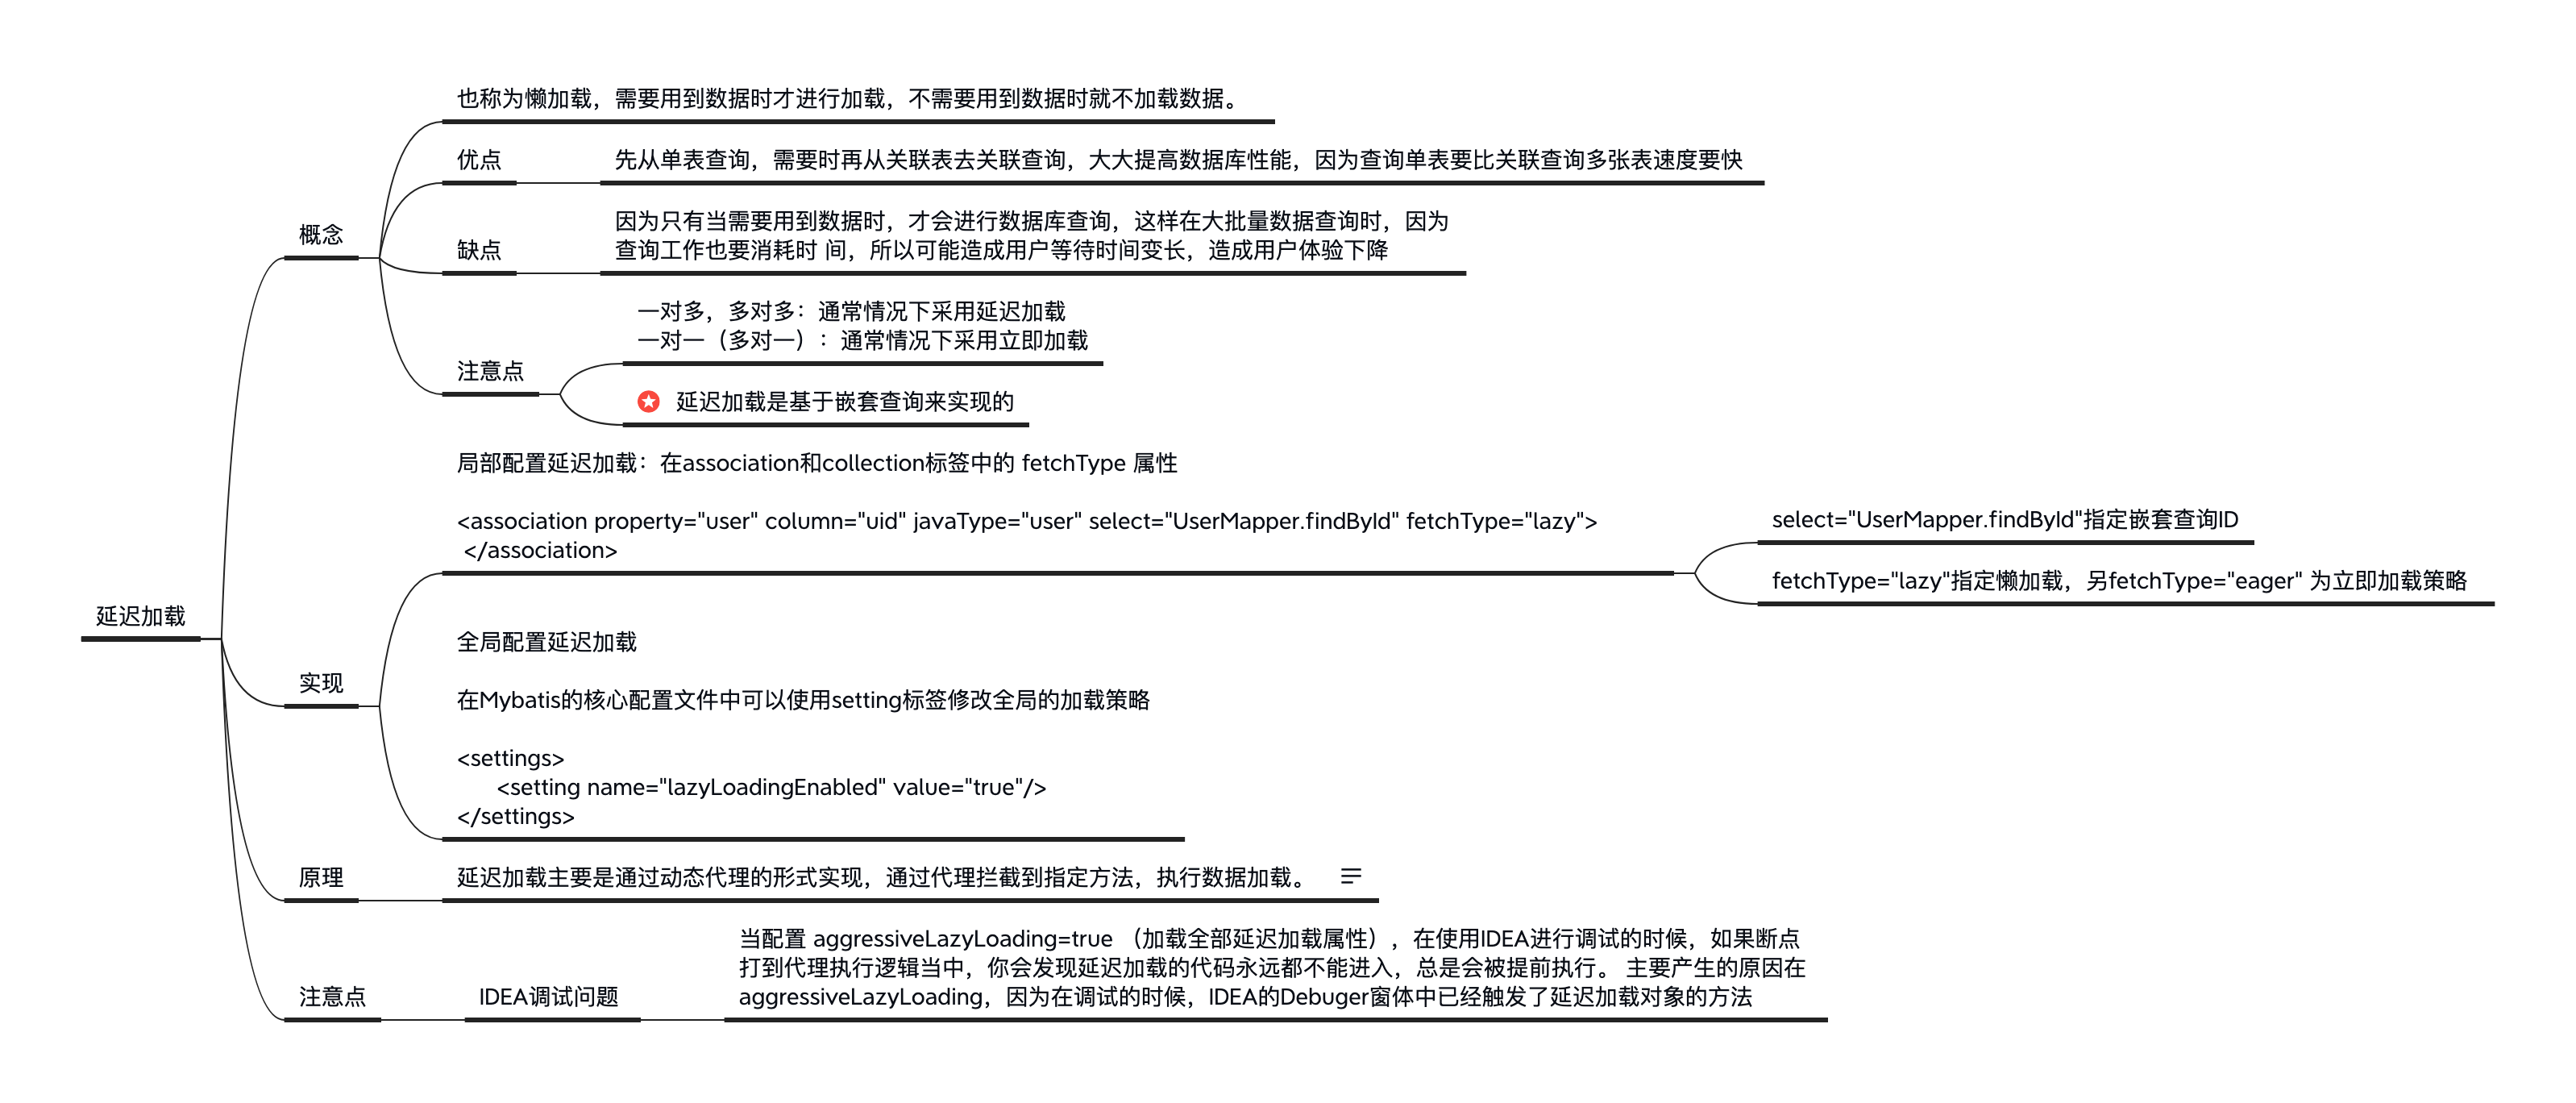 延迟加载
概念
也称为懒加载，需要用到数据时才进行加载，不需要用到数据时就不加载数据。
优点
先从单表查询，需要时再从关联表去关联查询，大大提高数据库性能，因为查询单表要比关联查询多张表速度要快
缺点
因为只有当需要用到数据时，才会进行数据库查询，这样在大批量数据查询时，因为
查询工作也要消耗时 间，所以可能造成用户等待时间变长，造成用户体验下降
注意点
一对多，多对多：通常情况下采用延迟加载
一对一（多对一）：通常情况下采用立即加载
延迟加载是基于嵌套查询来实现的
实现
局部配置延迟加载：在association和collection标签中的 fetchType 属性
<association property="user" column="uid" javaType="user" select="UserMapper.findById" fetchType="lazy">
</association>
select="UserMapper.findById"指定嵌套查询ID
fetchType="lazy"指定懒加载，另fetchType="eager" 为立即加载策略
全局配置延迟加载
在Mybatis的核心配置文件中可以使用setting标签修改全局的加载策略
<settings>
<setting name="lazyLoadingEnabled" value="true"/>
</settings>
原理
延迟加载主要是通过动态代理的形式实现，通过代理拦截到指定方法，执行数据加载。
注意点
IDEA调试问题
当配置 aggressiveLazyLoading=true （加载全部延迟加载属性），在使用IDEA进行调试的时候，如果断点
打到代理执行逻辑当中，你会发现延迟加载的代码永远都不能进入，总是会被提前执行。 主要产生的原因在
aggressiveLazyLoading，因为在调试的时候，IDEA的Debuger窗体中已经触发了延迟加载对象的方法